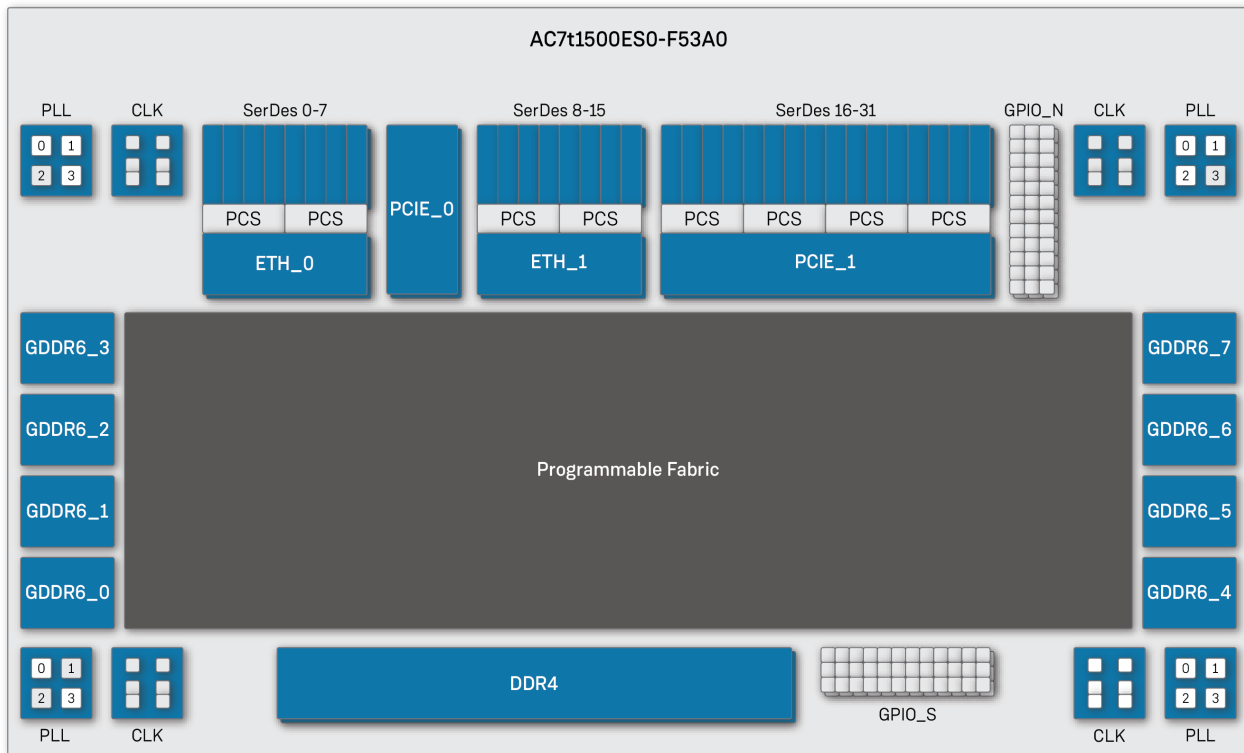 AC7t1500ES0-F53A0
PLL
CLK
SerDes 0-7
SerDes 8-15
SerDes 16-31
GPIO_N
CLK
PLL
0 1
2 3
PCS PCS
ETH_0
PCIE_0
PCS PCS
ETH_1
PCS PCS PCS PCS
PCIE_1
0 1
2 3
GDDR6_3
GDDR6_2
GDDR6_1
GDDR6_0
Programmable Fabric
GDDR6_7
GDDR6_6
GDDR6_5
GDDR6_4
0 1
2 3
PLL
CLK
DDR4
GPIO_S
CLK
0 1
2 3
PLL